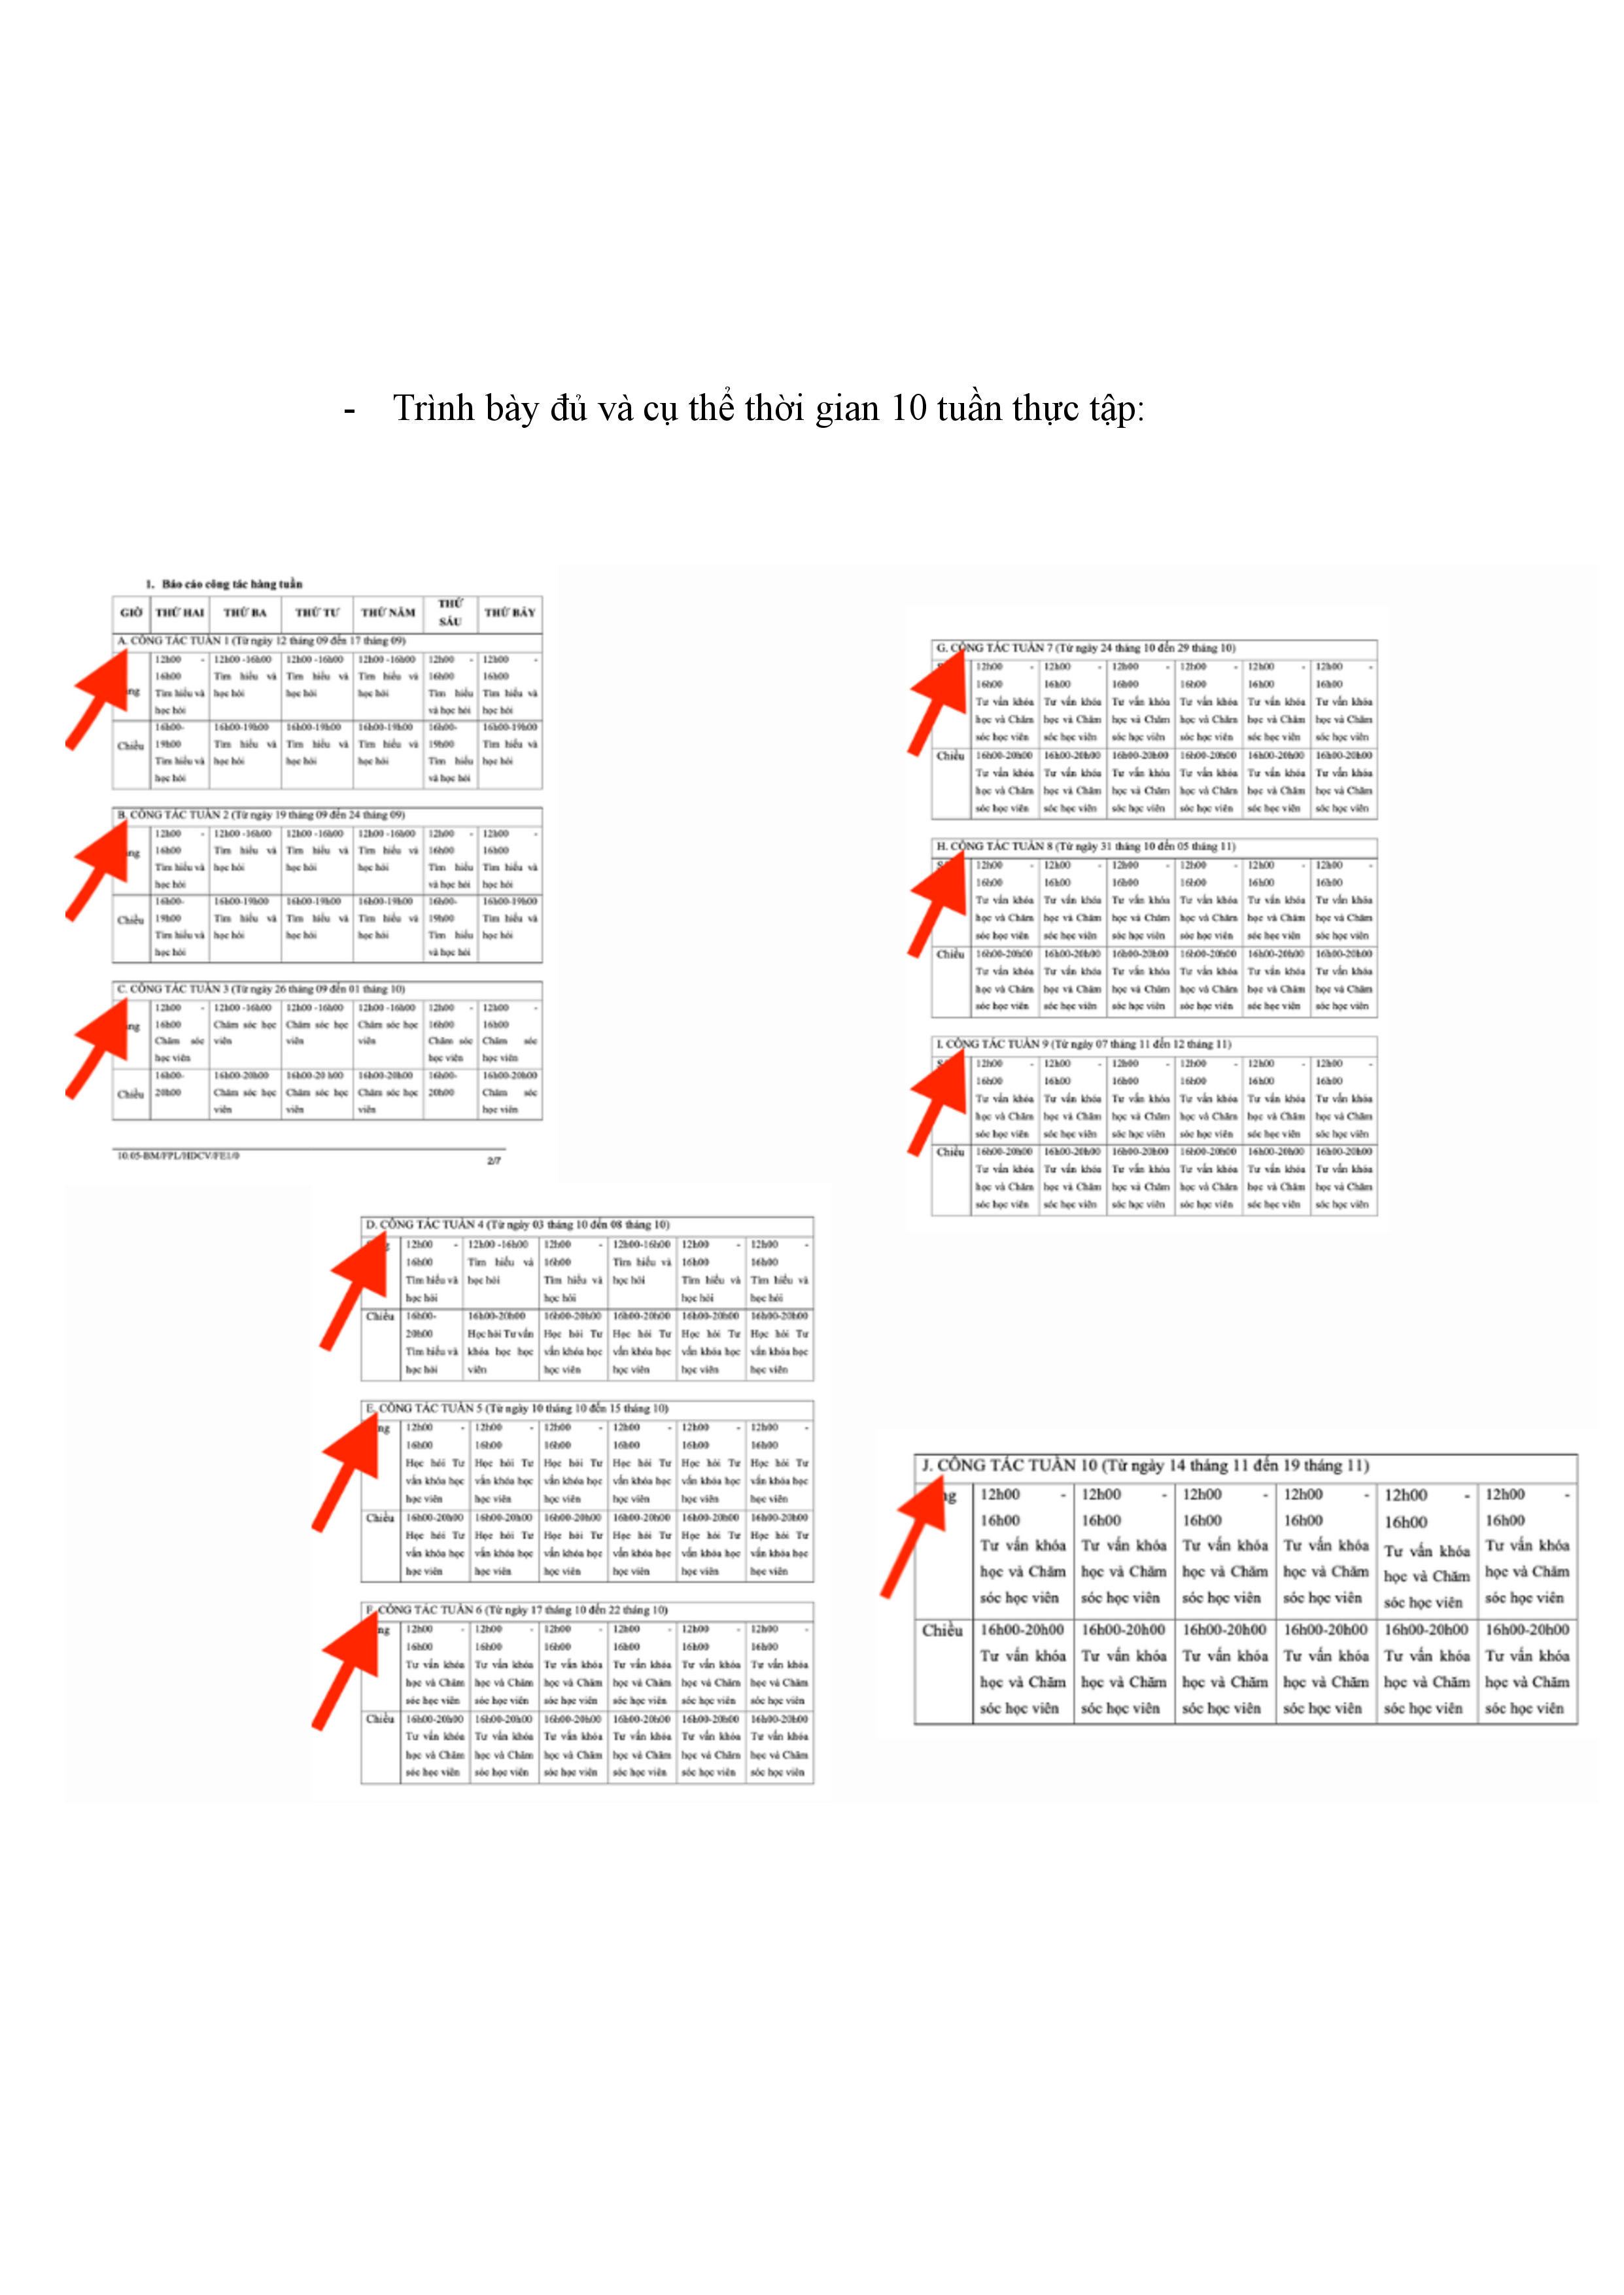 - Trình bày đủ và cụ thể thời gian 10 tuần thực tập:
1. Báo cáo công tác hàng tuần
GIỜ THỨ HAI THỨ BA THỨ TƯ THỨ NĂM THỨ SÁU THỨ BẢY
A. CÔNG TÁC TUẦN 1 (Từ ngày 12 tháng 09 đến 17 tháng 09)
12h00 - 16h00 Tìm hiểu và học hỏi
12h00 -16h00 Tìm hiểu và học hỏi
12h00 -16h00 Tìm hiểu và học hỏi
12h00 -16h00 Tìm hiểu và học hỏi
12h00 - 16h00 Tìm hiểu và học hỏi
12h00 - 16h00 Tìm hiểu và học hỏi
Chiều
16h00-19h00 Tìm hiểu và học hỏi
16h00-19h00 Tìm hiểu và học hỏi
16h00-19h00 Tìm hiểu và học hỏi
16h00-19h00 Tìm hiểu và học hỏi
16h00-19h00 Tìm hiểu và học hỏi
16h00-19h00 Tìm hiểu và học hỏi
B. CÔNG TÁC TUẦN 2 (Từ ngày 19 tháng 09 đến 24 tháng 09)
12h00 - 16h00 Tìm hiểu và học hỏi
12h00 -16h00 Tìm hiểu và học hỏi
12h00 -16h00 Tìm hiểu và học hỏi
12h00 -16h00 Tìm hiểu và học hỏi
12h00 - 16h00 Tìm hiểu và học hỏi
12h00 - 16h00 Tìm hiểu và học hỏi
Chiều
16h00-19h00 Tìm hiểu và học hỏi
16h00-19h00 Tìm hiểu và học hỏi
16h00-19h00 Tìm hiểu và học hỏi
16h00-19h00 Tìm hiểu và học hỏi
16h00-19h00 Tìm hiểu và học hỏi
16h00-19h00 Tìm hiểu và học hỏi
C. CÔNG TÁC TUẦN 3 (Từ ngày 26 tháng 09 đến 01 tháng 10)
12h00 - 16h00 Chăm sóc học viên
12h00 -16h00 Chăm sóc học viên
12h00 -16h00 Chăm sóc học viên
12h00 -16h00 Chăm sóc học viên
12h00 - 16h00 Chăm sóc học viên
12h00 - 16h00 Chăm sóc học viên
Chiều
16h00-20h00
16h00-20h00 Chăm sóc học viên
16h00-20 h00 Chăm sóc học viên
16h00-20h00 Chăm sóc học viên
16h00-20h00
16h00-20h00 Chăm sóc học viên
10.05-BM/FPL/HDCV/FE1/0 2/7
D. CÔNG TÁC TUẦN 4 (Từ ngày 03 tháng 10 đến 08 tháng 10)
12h00 - 16h00 Tìm hiểu và học hỏi
12h00 -16h00 Tìm hiểu và học hỏi
12h00 - 16h00 Tìm hiểu và học hỏi
12h00-16h00 Tìm hiểu và học hỏi
12h00 - 16h00 Tìm hiểu và học hỏi
12h00 - 16h00 Tìm hiểu và học hỏi
Chiều
16h00-20h00 Tìm hiểu và học hỏi
16h00-20h00 Học hỏi Tư vấn khóa học học viên
16h00-20h00 Học hỏi Tư vấn khóa học học viên
16h00-20h00 Học hỏi Tư vấn khóa học học viên
16h00-20h00 Học hỏi Tư vấn khóa học học viên
16h00-20h00 Học hỏi Tư vấn khóa học học viên
E. CÔNG TÁC TUẦN 5 (Từ ngày 10 tháng 10 đến 15 tháng 10)
12h00 - 16h00 Học hỏi Tư vấn khóa học học viên
12h00 - 16h00 Học hỏi Tư vấn khóa học học viên
12h00 - 16h00 Học hỏi Tư vấn khóa học học viên
12h00 - 16h00 Học hỏi Tư vấn khóa học học viên
12h00 - 16h00 Học hỏi Tư vấn khóa học học viên
12h00 - 16h00 Học hỏi Tư vấn khóa học học viên
Chiều
16h00-20h00 Học hỏi Tư vấn khóa học học viên
16h00-20h00 Học hỏi Tư vấn khóa học học viên
16h00-20h00 Học hỏi Tư vấn khóa học học viên
16h00-20h00 Học hỏi Tư vấn khóa học học viên
16h00-20h00 Học hỏi Tư vấn khóa học học viên
16h00-20h00 Học hỏi Tư vấn khóa học học viên
F. CÔNG TÁC TUẦN 6 (Từ ngày 17 tháng 10 đến 22 tháng 10)
12h00 - 16h00 Tư vấn khóa học và Chăm sóc học viên
12h00 - 16h00 Tư vấn khóa học và Chăm sóc học viên
12h00 - 16h00 Tư vấn khóa học và Chăm sóc học viên
12h00 - 16h00 Tư vấn khóa học và Chăm sóc học viên
12h00 - 16h00 Tư vấn khóa học và Chăm sóc học viên
12h00 - 16h00 Tư vấn khóa học và Chăm sóc học viên
Chiều
16h00-20h00 Tư vấn khóa học và Chăm sóc học viên
16h00-20h00 Tư vấn khóa học và Chăm sóc học viên
16h00-20h00 Tư vấn khóa học và Chăm sóc học viên
16h00-20h00 Tư vấn khóa học và Chăm sóc học viên
16h00-20h00 Tư vấn khóa học và Chăm sóc học viên
16h00-20h00 Tư vấn khóa học và Chăm sóc học viên
G. CÔNG TÁC TUẦN 7 (Từ ngày 24 tháng 10 đến 29 tháng 10)
12h00 - 16h00 Tư vấn khóa học và Chăm sóc học viên
12h00 - 16h00 Tư vấn khóa học và Chăm sóc học viên
12h00 - 16h00 Tư vấn khóa học và Chăm sóc học viên
12h00 - 16h00 Tư vấn khóa học và Chăm sóc học viên
12h00 - 16h00 Tư vấn khóa học và Chăm sóc học viên
12h00 - 16h00 Tư vấn khóa học và Chăm sóc học viên
Chiều
16h00-20h00 Tư vấn khóa học và Chăm sóc học viên
16h00-20h00 Tư vấn khóa học và Chăm sóc học viên
16h00-20h00 Tư vấn khóa học và Chăm sóc học viên
16h00-20h00 Tư vấn khóa học và Chăm sóc học viên
16h00-20h00 Tư vấn khóa học và Chăm sóc học viên
16h00-20h00 Tư vấn khóa học và Chăm sóc học viên
H. CÔNG TÁC TUẦN 8 (Từ ngày 31 tháng 10 đến 05 tháng 11)
12h00 - 16h00 Tư vấn khóa học và Chăm sóc học viên
12h00 - 16h00 Tư vấn khóa học và Chăm sóc học viên
12h00 - 16h00 Tư vấn khóa học và Chăm sóc học viên
12h00 - 16h00 Tư vấn khóa học và Chăm sóc học viên
12h00 - 16h00 Tư vấn khóa học và Chăm sóc học viên
12h00 - 16h00 Tư vấn khóa học và Chăm sóc học viên
Chiều
16h00-20h00 Tư vấn khóa học và Chăm sóc học viên
16h00-20h00 Tư vấn khóa học và Chăm sóc học viên
16h00-20h00 Tư vấn khóa học và Chăm sóc học viên
16h00-20h00 Tư vấn khóa học và Chăm sóc học viên
16h00-20h00 Tư vấn khóa học và Chăm sóc học viên
16h00-20h00 Tư vấn khóa học và Chăm sóc học viên
I. CÔNG TÁC TUẦN 9 (Từ ngày 07 tháng 11 đến 12 tháng 11)
12h00 - 16h00 Tư vấn khóa học và Chăm sóc học viên
12h00 - 16h00 Tư vấn khóa học và Chăm sóc học viên
12h00 - 16h00 Tư vấn khóa học và Chăm sóc học viên
12h00 - 16h00 Tư vấn khóa học và Chăm sóc học viên
12h00 - 16h00 Tư vấn khóa học và Chăm sóc học viên
12h00 - 16h00 Tư vấn khóa học và Chăm sóc học viên
Chiều
16h00-20h00 Tư vấn khóa học và Chăm sóc học viên
16h00-20h00 Tư vấn khóa học và Chăm sóc học viên
16h00-20h00 Tư vấn khóa học và Chăm sóc học viên
16h00-20h00 Tư vấn khóa học và Chăm sóc học viên
16h00-20h00 Tư vấn khóa học và Chăm sóc học viên
16h00-20h00 Tư vấn khóa học và Chăm sóc học viên
J. CÔNG TÁC TUẦN 10 (Từ ngày 14 tháng 11 đến 19 tháng 11)
12h00 - 16h00 Tư vấn khóa học và Chăm sóc học viên
12h00 - 16h00 Tư vấn khóa học và Chăm sóc học viên
12h00 - 16h00 Tư vấn khóa học và Chăm sóc học viên
12h00 - 16h00 Tư vấn khóa học và Chăm sóc học viên
12h00 - 16h00 Tư vấn khóa học và Chăm sóc học viên
12h00 - 16h00 Tư vấn khóa học và Chăm sóc học viên
Chiều
16h00-20h00 Tư vấn khóa học và Chăm sóc học viên
16h00-20h00 Tư vấn khóa học và Chăm sóc học viên
16h00-20h00 Tư vấn khóa học và Chăm sóc học viên
16h00-20h00 Tư vấn khóa học và Chăm sóc học viên
16h00-20h00 Tư vấn khóa học và Chăm sóc học viên
16h00-20h00 Tư vấn khóa học và Chăm sóc học viên